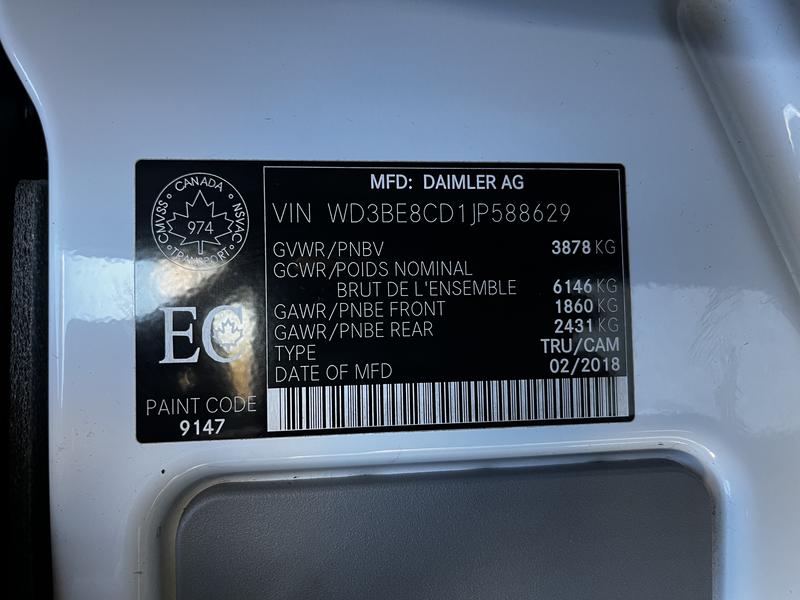 CANADA
CMVSS
NSVAC
974
TRANSPORT
EC
PAINT CODE
9147
MFD: DAIMLER AG
VIN WD3BE8CD1JP588629
GVWR/PNBV 3878 KG
GCWR/POIDS NOMINAL
BRUT DE L'ENSEMBLE 6146 KG
GAWR/PNBE FRONT 1860 KG
GAWR/PNBE REAR 2431 KG
TYPE TRU/CAM
DATE OF MFD 02/2018